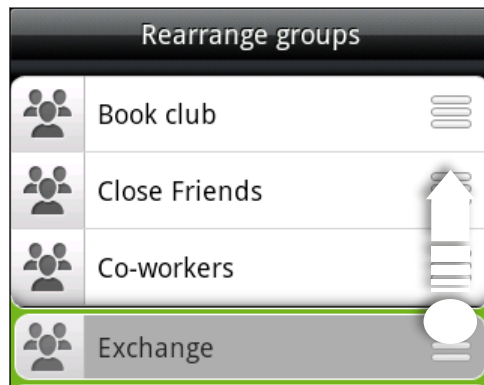 Rearrange groups
Book club
Close Friends
Co-workers
Exchange